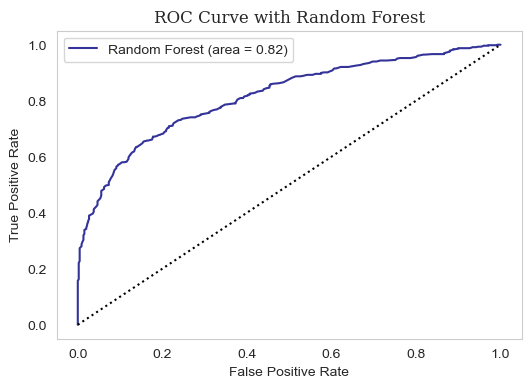 ROC Curve with Random Forest
Random Forest (area = 0.82)
True Positive Rate
1.0
0.8
0.6
0.4
0.2
0.0
0.0 0.2 0.4 0.6 0.8 1.0
False Positive Rate